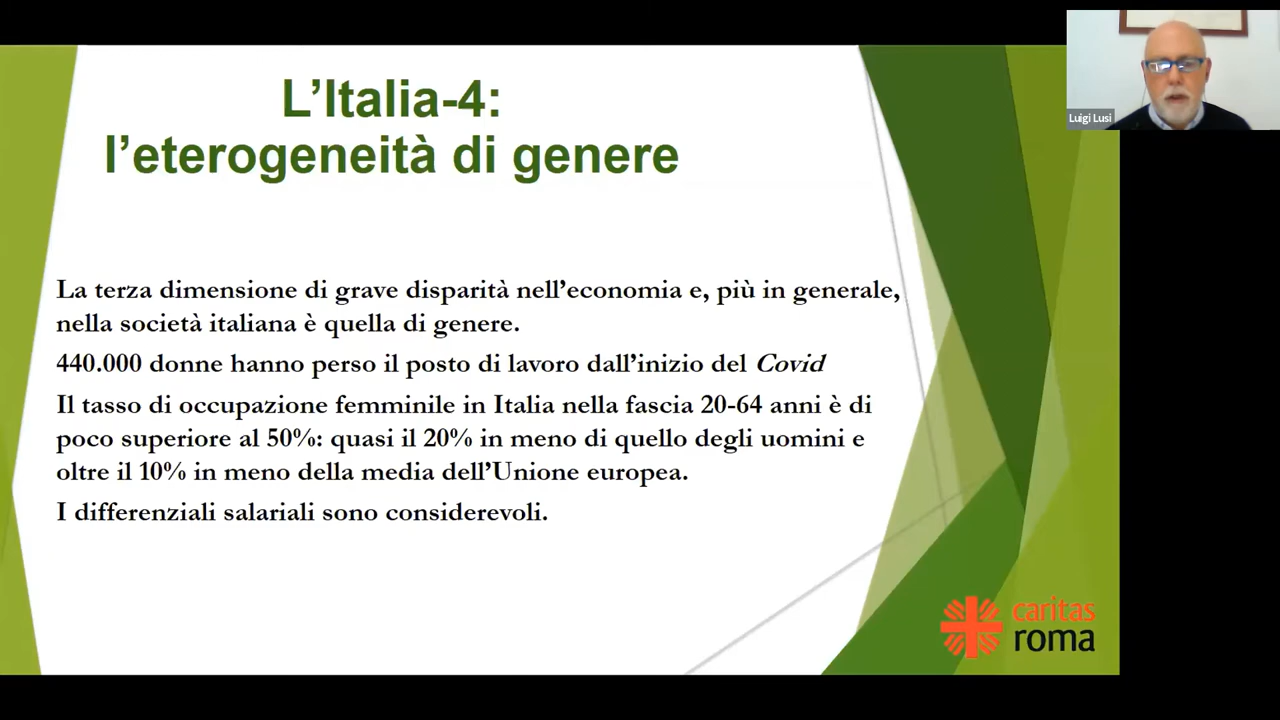 L’Italia-4:
l’eterogeneità di genere
Luigi Lusi
La terza dimensione di grave disparità nell’economia e, più in generale,
nella società italiana è quella di genere.
440.000 donne hanno perso il posto di lavoro dall’inizio del Covid
Il tasso di occupazione femminile in Italia nella fascia 20-64 anni è di
poco superiore al 50%: quasi il 20% in meno di quello degli uomini e
oltre il 10% in meno della media dell’Unione europea.
I differenziali salariali sono considerevoli.
caritas
roma